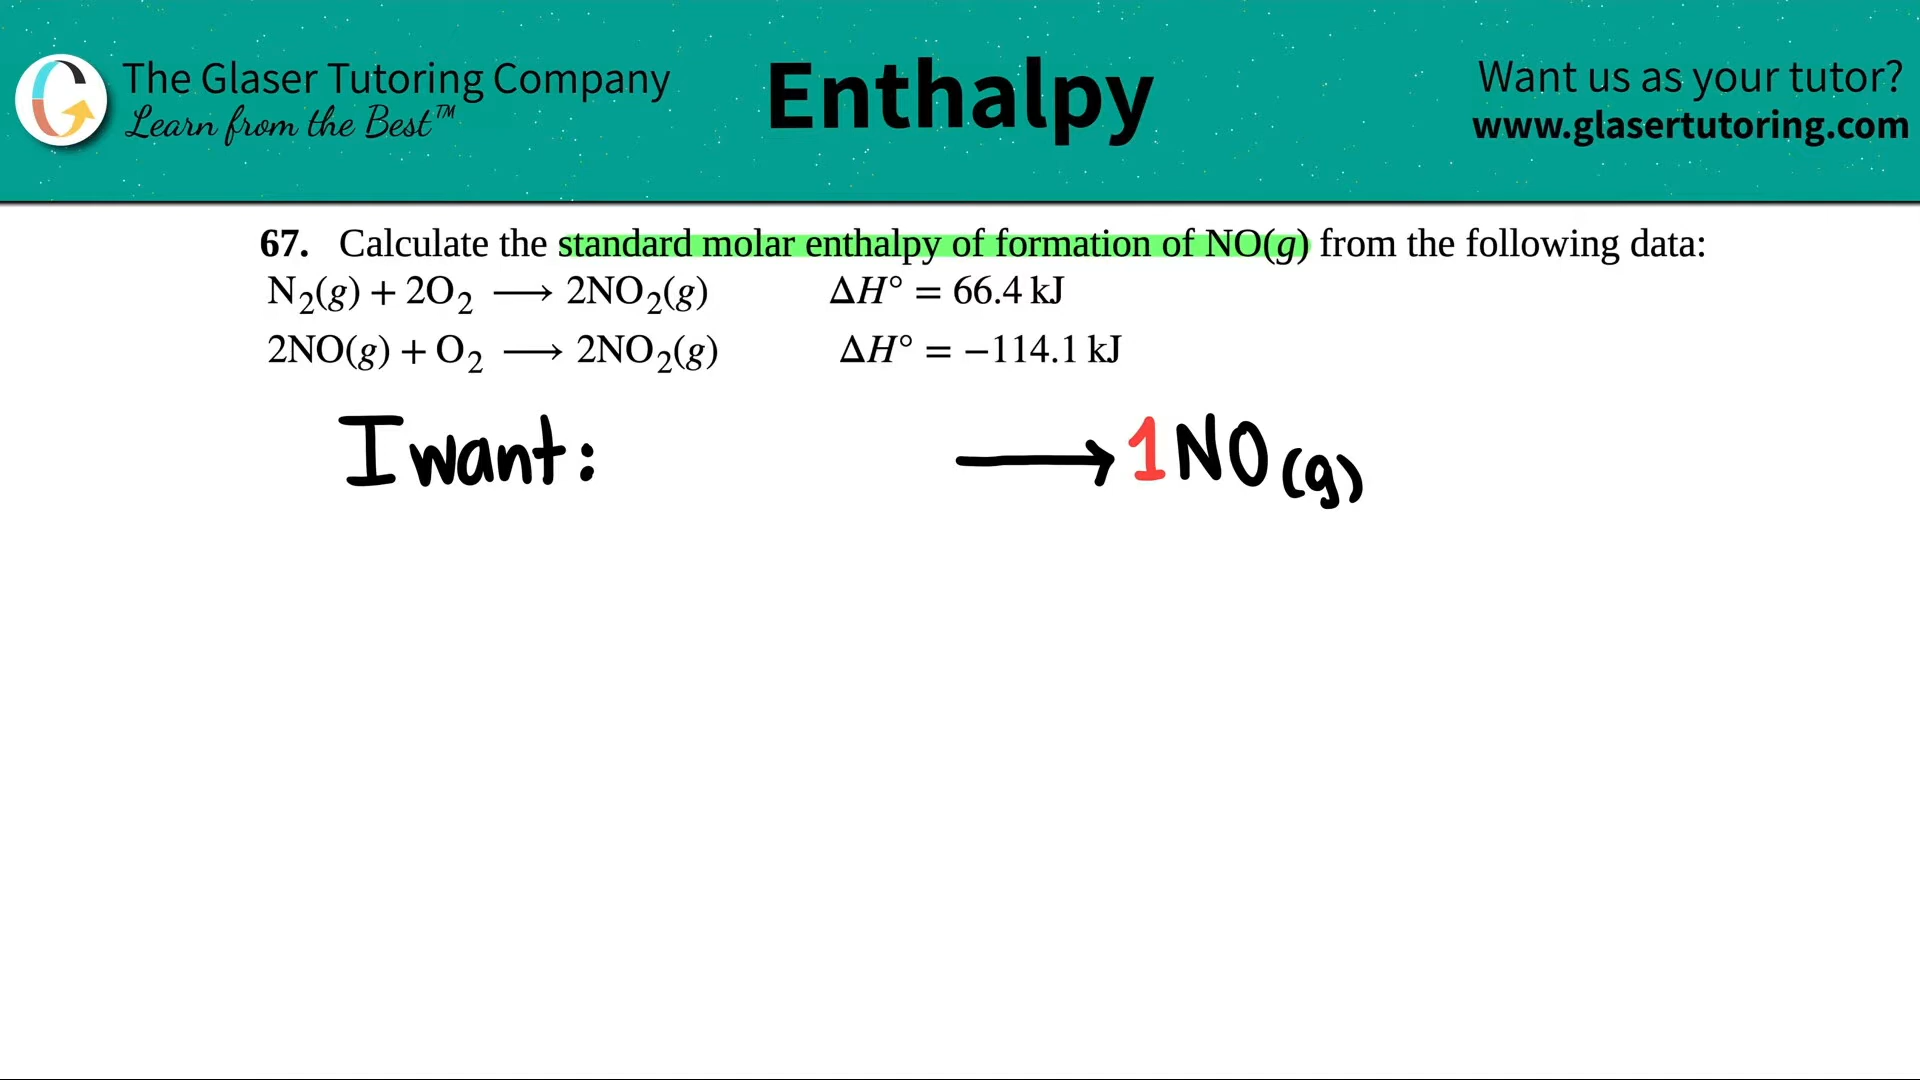 The Glaser Tutoring Company
Learn from the Best™
Enthalpy
Want us as your tutor?
www.glasertutoring.com
67. Calculate the standard molar enthalpy of formation of NO(g) from the following data:
N₂(g) + 2O₂ ⟶ 2NO₂(g) ΔH° = 66.4 kJ
2NO(g) + O₂ ⟶ 2NO₂(g) ΔH° = −114.1 kJ
I want: ⟶ 1NO(g)